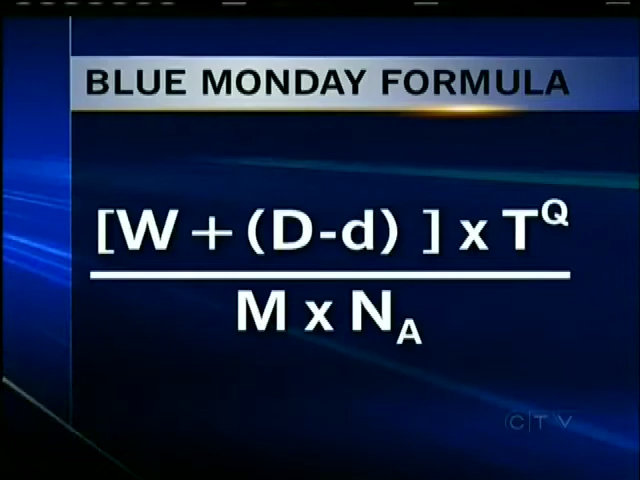 BLUE MONDAY FORMULA
[W + (D-d) ] x T^Q
M x N_A
CTV